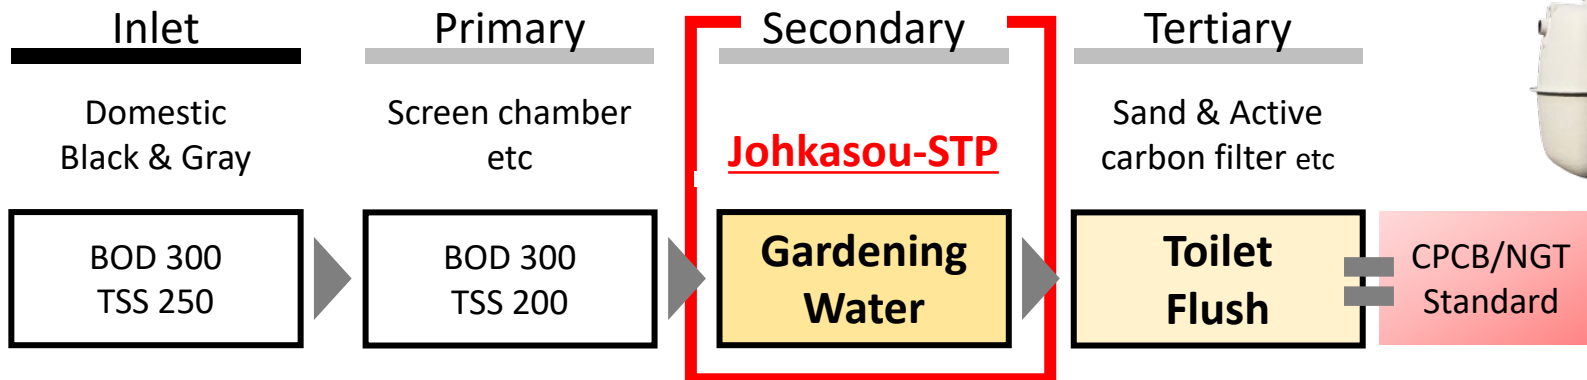 Inlet
Primary
Secondary
Tertiary
Domestic
Black & Gray
Screen chamber
etc
Johkasou-STP
Sand & Active
carbon filter etc
BOD 300
TSS 250
BOD 300
TSS 200
Gardening
Water
Toilet
Flush
CPCB/NGT
Standard